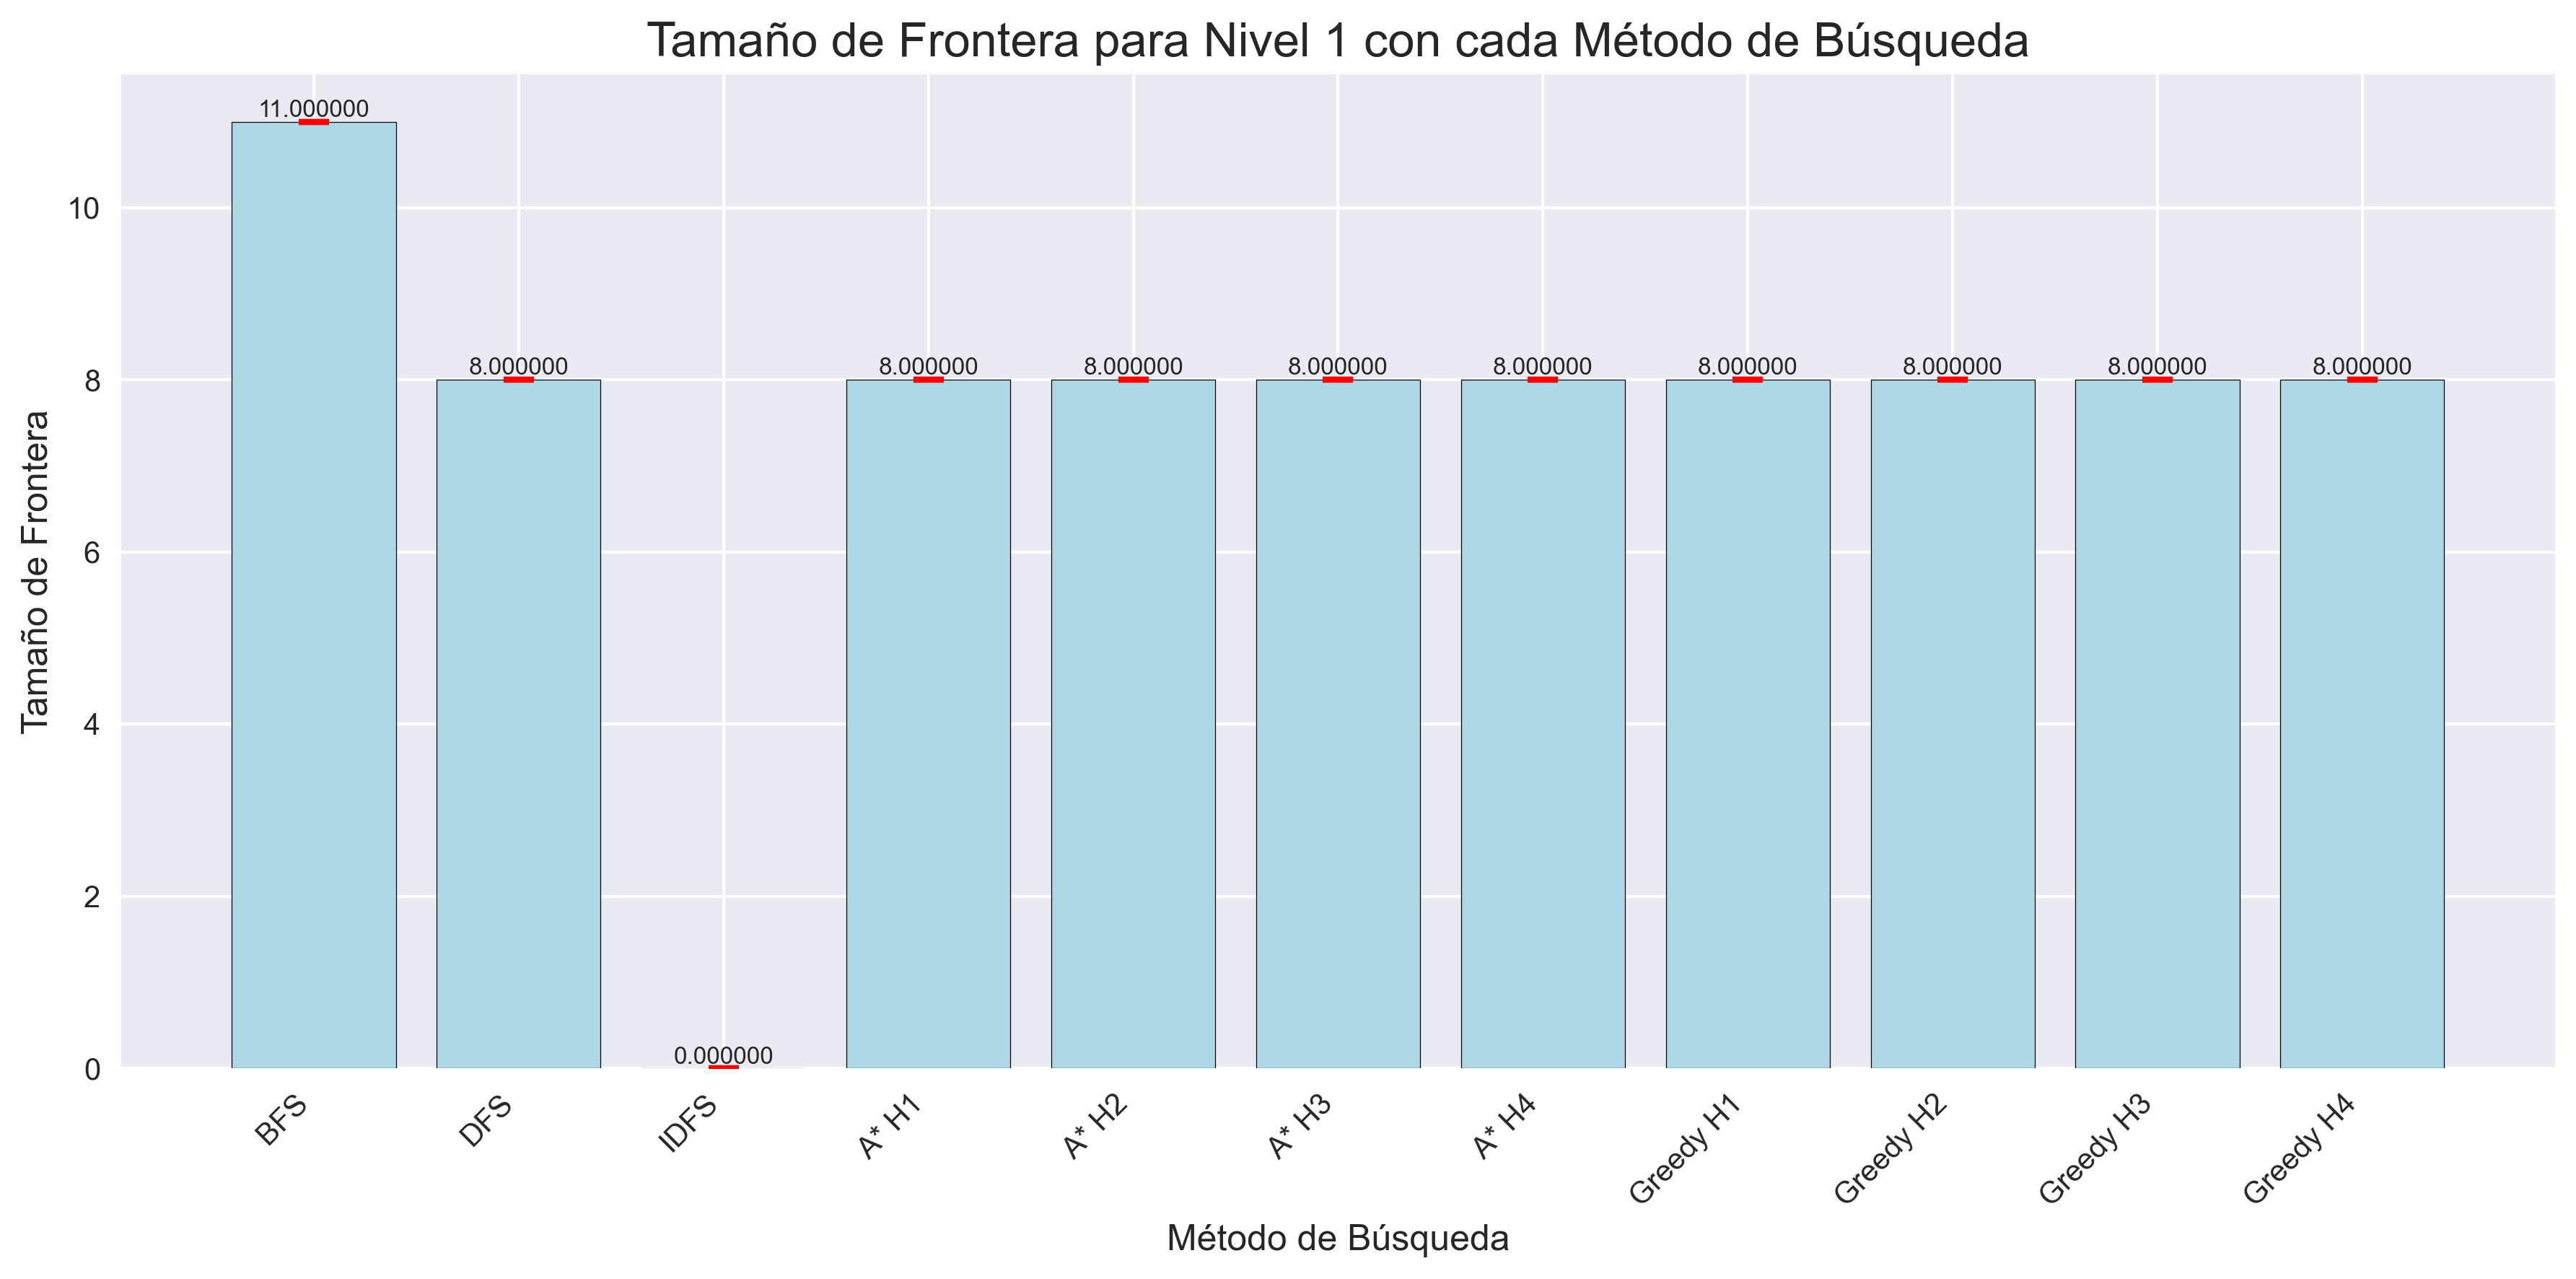 Tamaño de Frontera para Nivel 1 con cada Método de Búsqueda
Tamaño de Frontera
10
8
6
4
2
0
11.000000
8.000000
0.000000
8.000000
8.000000
8.000000
8.000000
8.000000
8.000000
8.000000
8.000000
BFS
DFS
IDFS
A* H1
A* H2
A* H3
A* H4
Greedy H1
Greedy H2
Greedy H3
Greedy H4
Método de Búsqueda